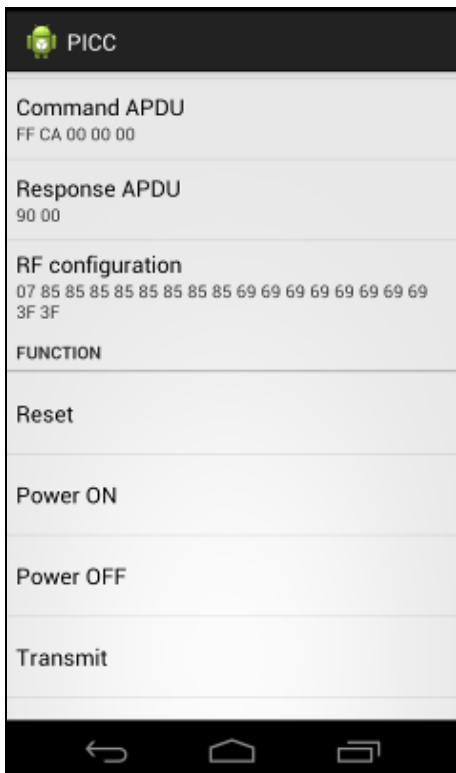 PICC
Command APDU
FF CA 00 00 00
Response APDU
90 00
RF configuration
07 85 85 85 85 85 85 85 85 69 69 69 69 69 69 69 69
3F 3F
FUNCTION
Reset
Power ON
Power OFF
Transmit